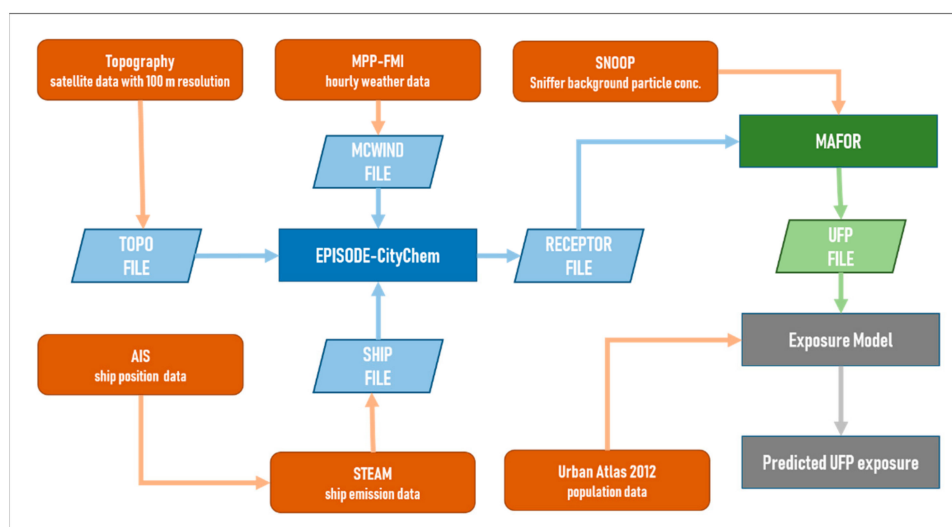 Topography
satellite data with 100 m resolution
MPP-FMI
hourly weather data
SNOOP
Sniffer background particle conc.
MCWIND
FILE
MAFOR
TOPO
FILE
EPISODE-CityChem
RECEPTOR
FILE
UFP
FILE
AIS
ship position data
SHIP
FILE
Exposure Model
STEAM
ship emission data
Urban Atlas 2012
population data
Predicted UFP exposure